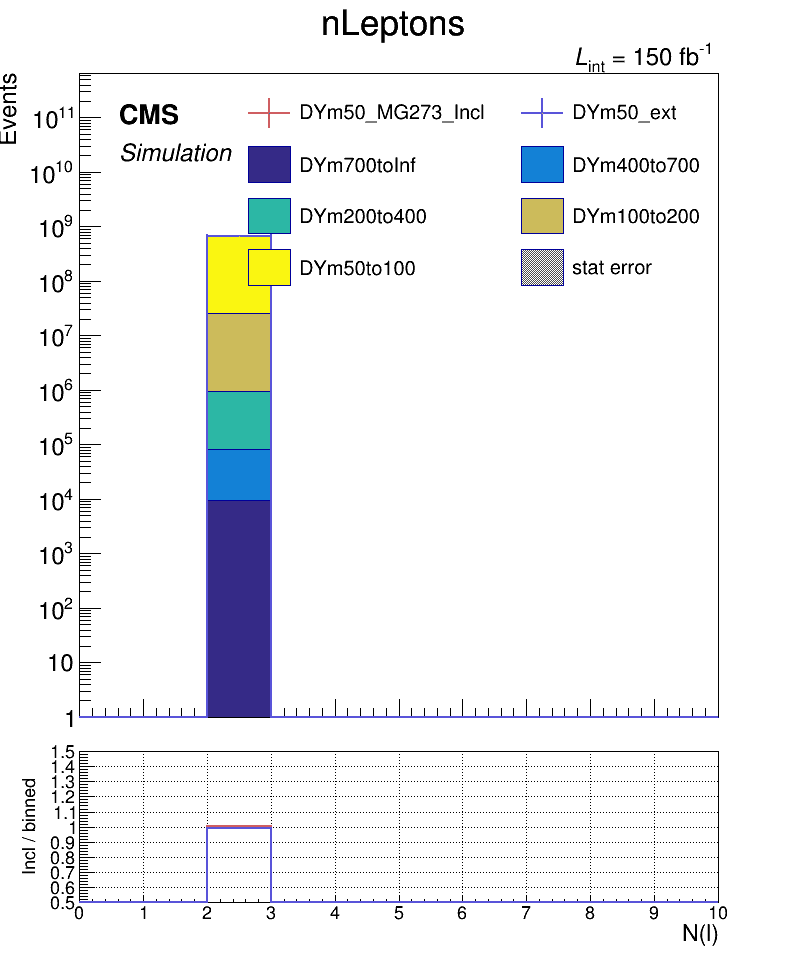 nLeptons
L_int = 150 fb^-1
Events
CMS
Simulation
DYm50_MG273_Incl
DYm50_ext
DYm700toInf
DYm400to700
DYm200to400
DYm100to200
DYm50to100
stat error
10^11
10^10
10^9
10^8
10^7
10^6
10^5
10^4
10^3
10^2
10
1
Incl / binned
1.5
1.4
1.3
1.2
1.1
1
0.9
0.8
0.7
0.6
0.5
0 1 2 3 4 5 6 7 8 9 10
N(l)